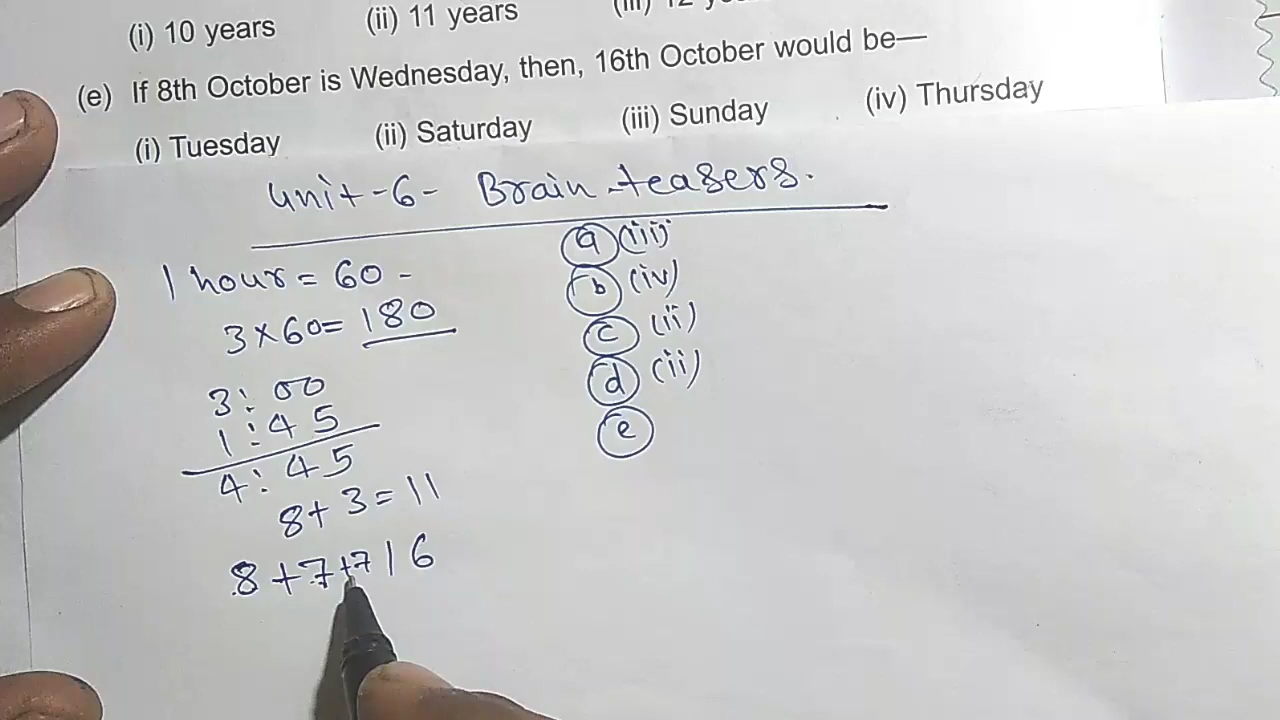 (i) 10 years (ii) 11 years (iii) 12
(e) If 8th October is Wednesday, then, 16th October would be—
(i) Tuesday (ii) Saturday (iii) Sunday (iv) Thursday
Unit-6- Brain-teasers.
1 hour = 60 -
3×60= 180
3:00
1:45
4:45
8+3=11
8+7+7 16
a (iii)
b (iv)
c (ii)
d (ii)
e